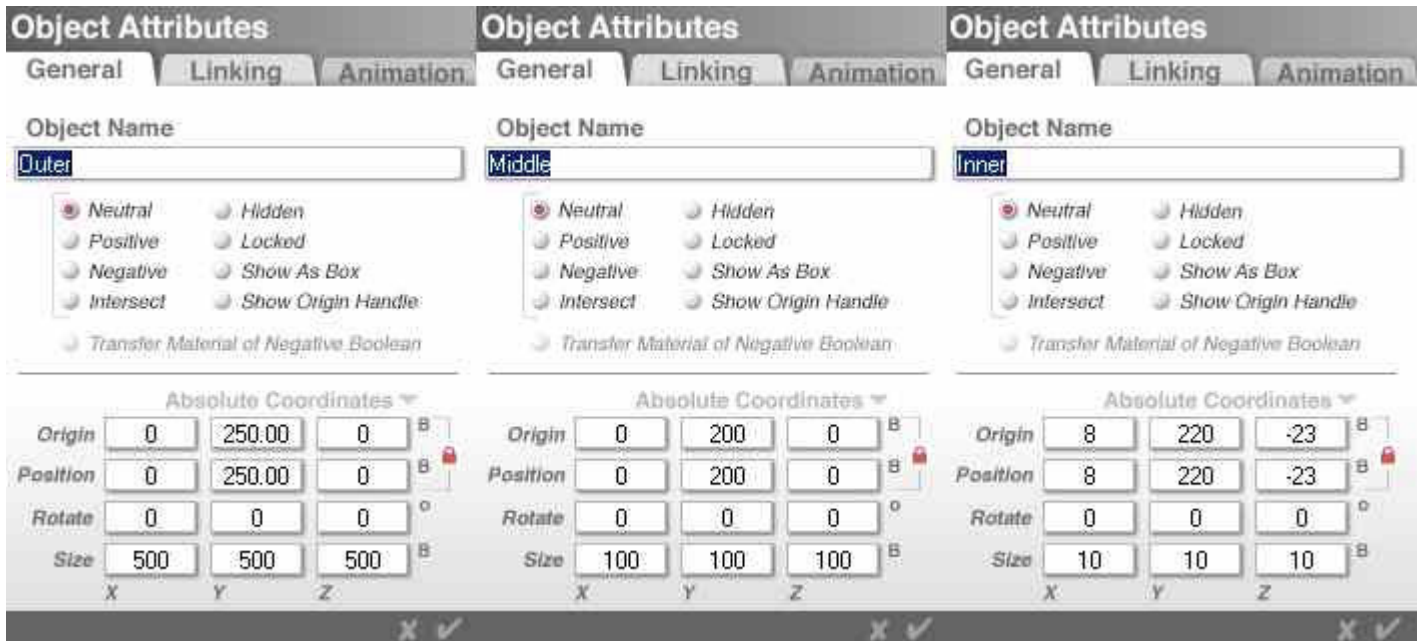 Object Attributes
General Linking Animation
Object Name
Outer
Neutral Hidden
Positive Locked
Negative Show As Box
Intersect Show Origin Handle
Transfer Material of Negative Boolean
Absolute Coordinates
Origin 0 250.00 0 B
Position 0 250.00 0 B
Rotate 0 0 0 o
Size 500 500 500 B
X Y Z
Object Attributes
General Linking Animation
Object Name
Middle
Neutral Hidden
Positive Locked
Negative Show As Box
Intersect Show Origin Handle
Transfer Material of Negative Boolean
Absolute Coordinates
Origin 0 200 0 B
Position 0 200 0 B
Rotate 0 0 0 o
Size 100 100 100 B
X Y Z
Object Attributes
General Linking Animation
Object Name
Inner
Neutral Hidden
Positive Locked
Negative Show As Box
Intersect Show Origin Handle
Transfer Material of Negative Boolean
Absolute Coordinates
Origin 8 220 -23 B
Position 8 220 -23 B
Rotate 0 0 0 o
Size 10 10 10 B
X Y Z